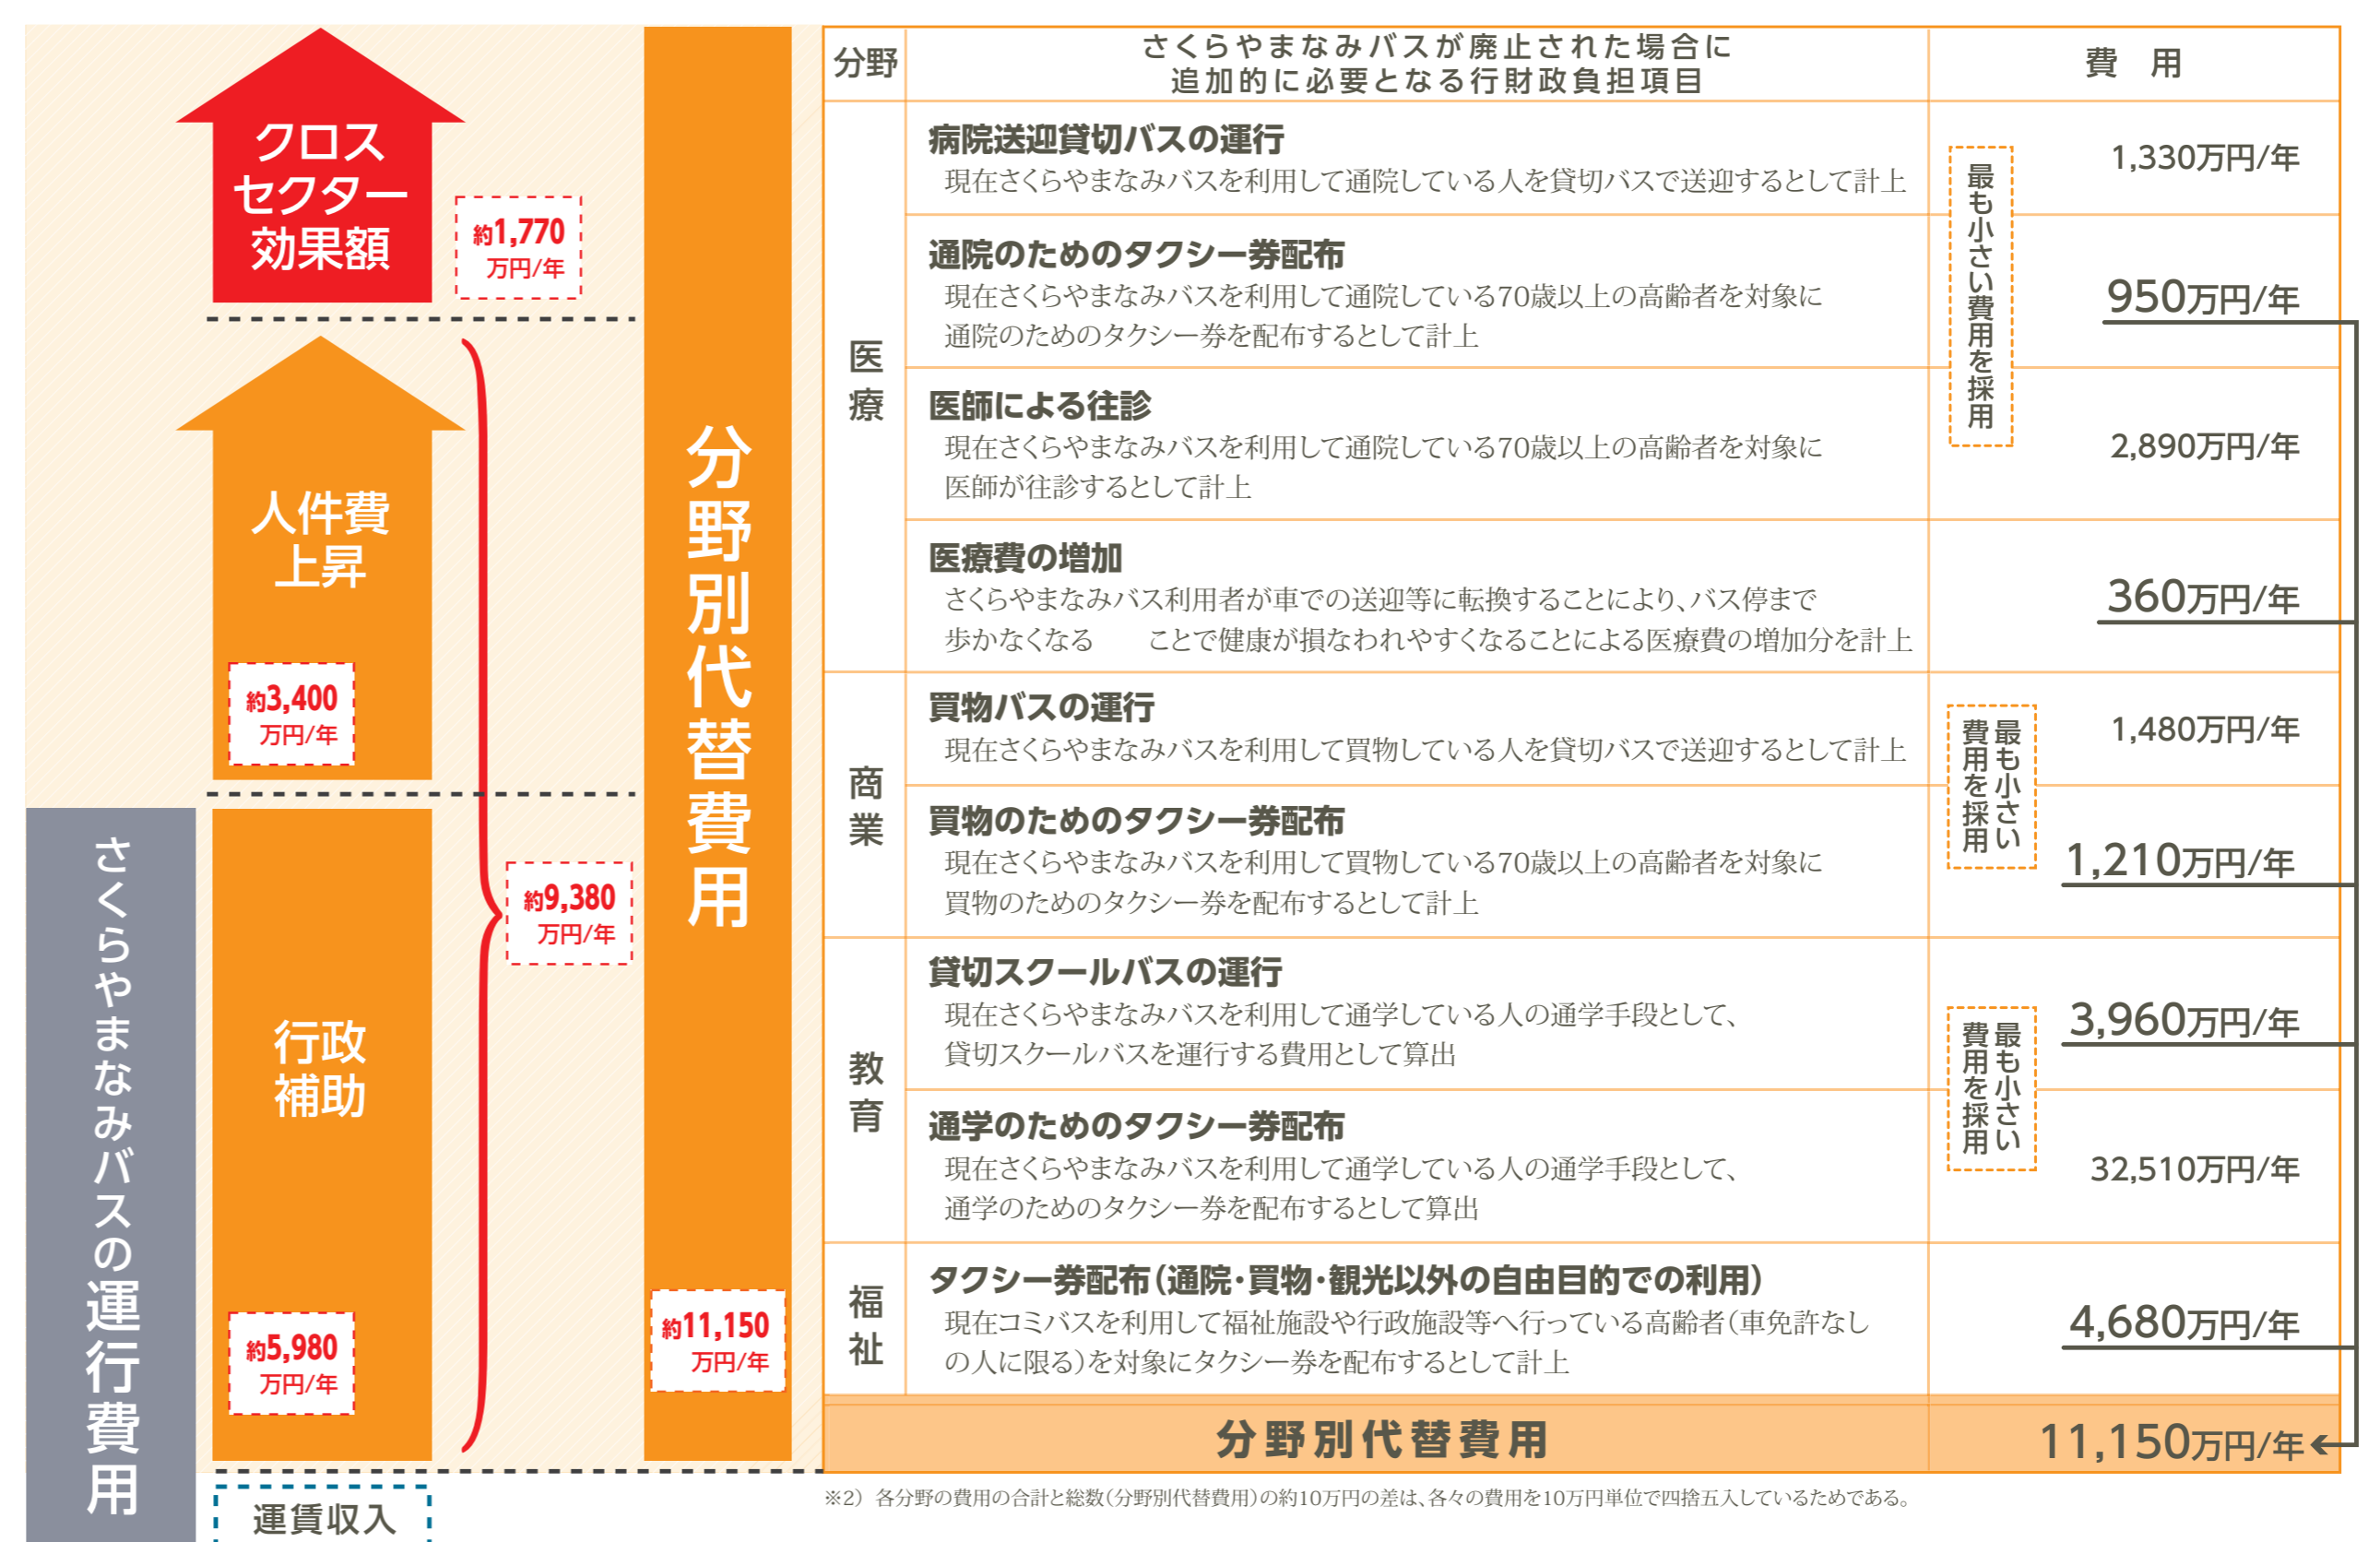 クロス
セクター
効果額
約1,770
万円/年
人件費
上昇
約3,400
万円/年
約9,380
万円/年
さくらやまなみバスの運行費用
行政
補助
約5,980
万円/年
運賃収入
分野別代替費用
約11,150
万円/年
分野
さくらやまなみバスが廃止された場合に
追加的に必要となる行財政負担項目
費 用
医療
病院送迎貸切バスの運行
現在さくらやまなみバスを利用して通院している人を貸切バスで送迎するとして計上
1,330万円/年
最も小さい費用を採用
通院のためのタクシー券配布
現在さくらやまなみバスを利用して通院している70歳以上の高齢者を対象に
通院のためのタクシー券を配布するとして計上
950万円/年
医師による往診
現在さくらやまなみバスを利用して通院している70歳以上の高齢者を対象に
医師が往診するとして計上
2,890万円/年
医療費の増加
さくらやまなみバス利用者が車での送迎等に転換することにより、バス停まで
歩かなくなる　　ことで健康が損なわれやすくなることによる医療費の増加分を計上
360万円/年
商業
買物バスの運行
現在さくらやまなみバスを利用して買物している人を貸切バスで送迎するとして計上
1,480万円/年
最も小さい
費用を採用
買物のためのタクシー券配布
現在さくらやまなみバスを利用して買物している70歳以上の高齢者を対象に
買物のためのタクシー券を配布するとして計上
1,210万円/年
教育
貸切スクールバスの運行
現在さくらやまなみバスを利用して通学している人の通学手段として、
貸切スクールバスを運行する費用として算出
3,960万円/年
最も小さい
費用を採用
通学のためのタクシー券配布
現在さくらやまなみバスを利用して通学している人の通学手段として、
通学のためのタクシー券を配布するとして算出
32,510万円/年
福祉
タクシー券配布(通院・買物・観光以外の自由目的での利用)
現在コミバスを利用して福祉施設や行政施設等へ行っている高齢者(車免許なし
の人に限る)を対象にタクシー券を配布するとして計上
4,680万円/年
分野別代替費用
11,150万円/年
※2) 各分野の費用の合計と総数(分野別代替費用)の約10万円の差は、各々の費用を10万円単位で四捨五入しているためである。